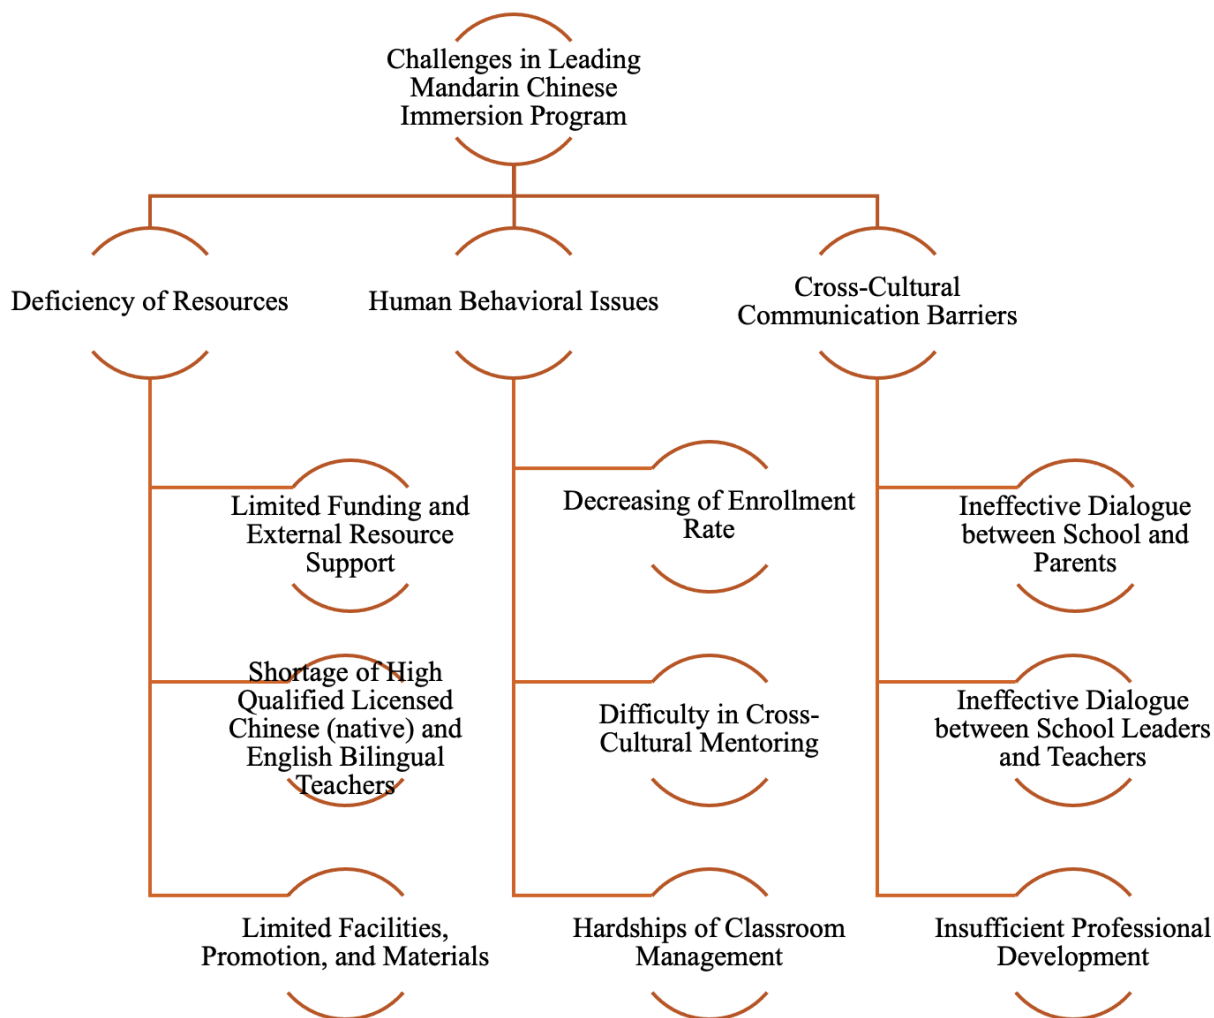 Challenges in Leading
Mandarin Chinese
Immersion Program
Deficiency of Resources
Human Behavioral Issues
Cross-Cultural
Communication Barriers
Limited Funding and
External Resource
Support
Shortage of High
Qualified Licensed
Chinese (native) and
English Bilingual
Teachers
Limited Facilities,
Promotion, and Materials
Decreasing of Enrollment
Rate
Difficulty in Cross-
Cultural Mentoring
Hardships of Classroom
Management
Ineffective Dialogue
between School and
Parents
Ineffective Dialogue
between School Leaders
and Teachers
Insufficient Professional
Development